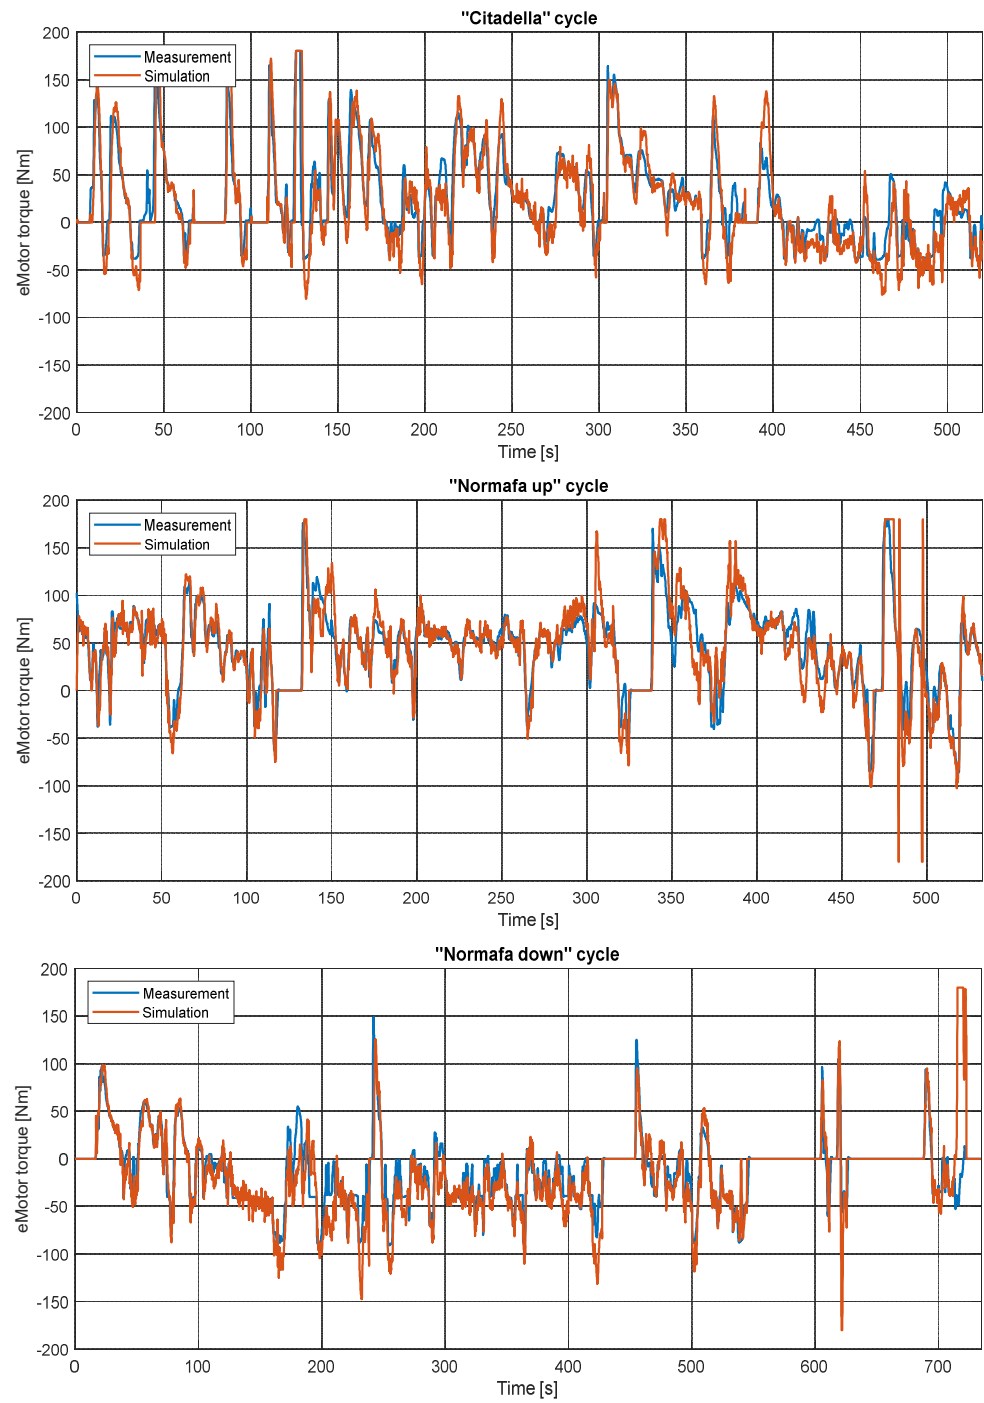 "Citadella" cycle
200
150
100
50
0
-50
-100
-150
-200
eMotor torque [Nm]
Measurement
Simulation
0 50 100 150 200 250 300 350 400 450 500
Time [s]
"Normafa up" cycle
200
150
100
50
0
-50
-100
-150
-200
eMotor torque [Nm]
Measurement
Simulation
0 50 100 150 200 250 300 350 400 450 500
Time [s]
"Normafa down" cycle
200
150
100
50
0
-50
-100
-150
-200
eMotor torque [Nm]
Measurement
Simulation
0 100 200 300 400 500 600 700
Time [s]